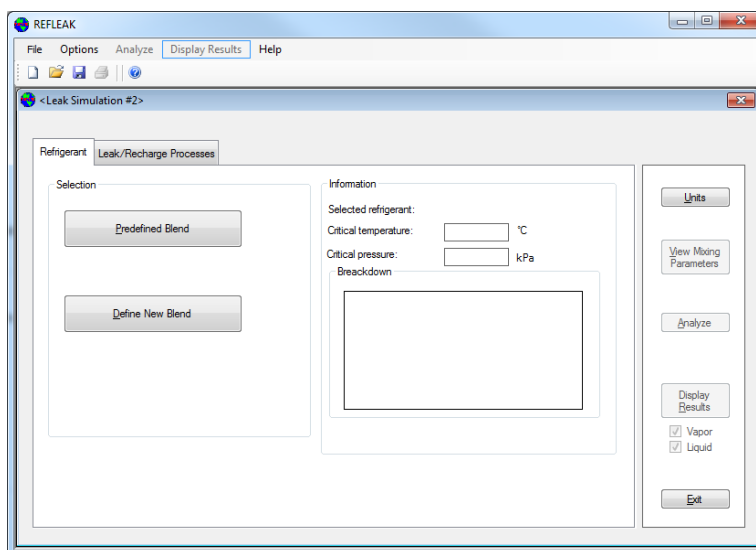 REFLEAK
File Options Analyze Display Results Help
<Leak Simulation #2>
Refrigerant Leak/Recharge Processes
Selection
Predefined Blend
Define New Blend
Information
Selected refrigerant:
Critical temperature: °C
Critical pressure: kPa
Breackdown
Units
View Mixing
Parameters
Analyze
Display
Results
Vapor
Liquid
Exit